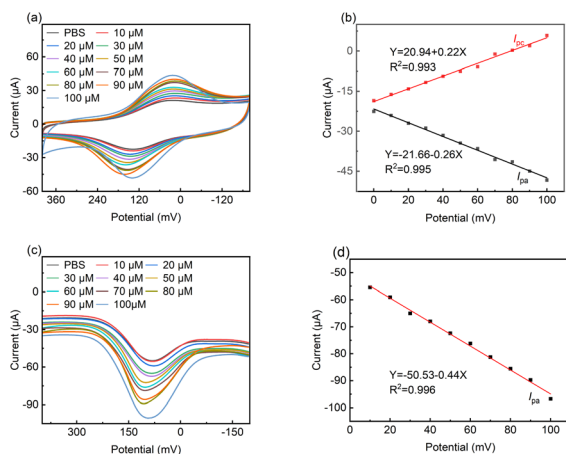 (a)
PBS 10 μM
20 μM 30 μM
40 μM 50 μM
60 μM 70 μM
80 μM 90 μM
100 μM
Current (μA)
60
30
0
-30
-60
360 240 120 0 -120
Potential (mV)
(b)
Y=20.94+0.22X
R²=0.993
Ipc
Y=-21.66-0.26X
R²=0.995
Ipa
Current (μA)
15
0
-15
-30
-45
0 20 40 60 80 100
Potential (mV)
(c)
PBS 10 μM 20 μM
30 μM 40 μM 50 μM
60 μM 70 μM 80 μM
90 μM 100μM
Current (μA)
0
-30
-60
-90
300 150 0 -150
Potential (mV)
(d)
Y=-50.53-0.44X
R²=0.996
Ipa
Current (μA)
-50
-60
-70
-80
-90
-100
0 20 40 60 80 100
Potential (mV)